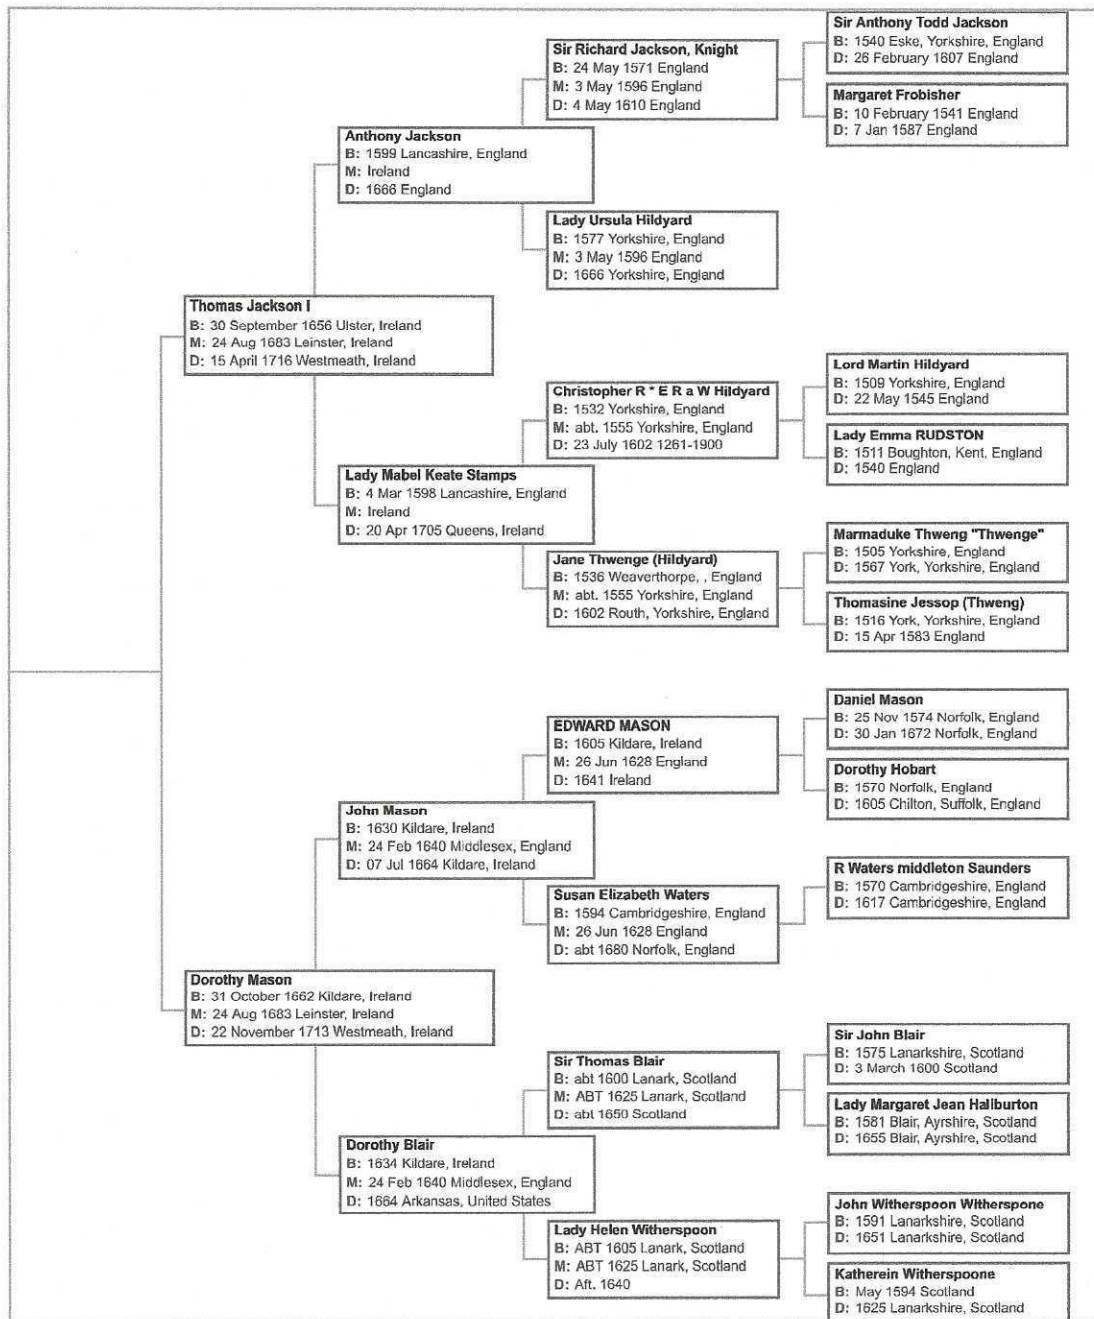 Sir Anthony Todd Jackson
B: 1540 Eske, Yorkshire, England
D: 26 February 1607 England
Sir Richard Jackson, Knight
B: 24 May 1571 England
M: 3 May 1596 England
D: 4 May 1610 England
Margaret Frobisher
B: 10 February 1541 England
D: 7 Jan 1587 England
Anthony Jackson
B: 1599 Lancashire, England
M: Ireland
D: 1666 England
Lady Ursula Hildyard
B: 1577 Yorkshire, England
M: 3 May 1596 England
D: 1666 Yorkshire, England
Thomas Jackson I
B: 30 September 1656 Ulster, Ireland
M: 24 Aug 1683 Leinster, Ireland
D: 15 April 1716 Westmeath, Ireland
Lord Martin Hildyard
B: 1509 Yorkshire, England
D: 22 May 1545 England
Christopher R * E R a W Hildyard
B: 1532 Yorkshire, England
M: abt. 1555 Yorkshire, England
D: 23 July 1602 1261-1900
Lady Emma RUDSTON
B: 1511 Boughton, Kent, England
D: 1540 England
Lady Mabel Keate Stamps
B: 4 Mar 1598 Lancashire, England
M: Ireland
D: 20 Apr 1705 Queens, Ireland
Marmaduke Thweng "Thwenge"
B: 1505 Yorkshire, England
D: 1567 York, Yorkshire, England
Jane Thwenge (Hildyard)
B: 1536 Weaverthorpe, , England
M: abt. 1555 Yorkshire, England
D: 1602 Routh, Yorkshire, England
Thomasine Jessop (Thweng)
B: 1516 York, Yorkshire, England
D: 15 Apr 1583 England
Daniel Mason
B: 25 Nov 1574 Norfolk, England
D: 30 Jan 1672 Norfolk, England
EDWARD MASON
B: 1605 Kildare, Ireland
M: 26 Jun 1628 England
D: 1641 Ireland
Dorothy Hobart
B: 1570 Norfolk, England
D: 1605 Chilton, Suffolk, England
John Mason
B: 1630 Kildare, Ireland
M: 24 Feb 1640 Middlesex, England
D: 07 Jul 1664 Kildare, Ireland
R Waters middleton Saunders
B: 1570 Cambridgeshire, England
D: 1617 Cambridgeshire, England
Susan Elizabeth Waters
B: 1594 Cambridgeshire, England
M: 26 Jun 1628 England
D: abt 1680 Norfolk, England
Dorothy Mason
B: 31 October 1662 Kildare, Ireland
M: 24 Aug 1683 Leinster, Ireland
D: 22 November 1713 Westmeath, Ireland
Sir John Blair
B: 1575 Lanarkshire, Scotland
D: 3 March 1600 Scotland
Sir Thomas Blair
B: abt 1600 Lanark, Scotland
M: ABT 1625 Lanark, Scotland
D: abt 1650 Scotland
Lady Margaret Jean Haliburton
B: 1581 Blair, Ayrshire, Scotland
D: 1655 Blair, Ayrshire, Scotland
Dorothy Blair
B: 1634 Kildare, Ireland
M: 24 Feb 1640 Middlesex, England
D: 1664 Arkansas, United States
John Witherspoon Witherspone
B: 1591 Lanarkshire, Scotland
D: 1651 Lanarkshire, Scotland
Lady Helen Witherspoon
B: ABT 1605 Lanark, Scotland
M: ABT 1625 Lanark, Scotland
D: Aft. 1640
Katherein Witherspoone
B: May 1594 Scotland
D: 1625 Lanarkshire, Scotland